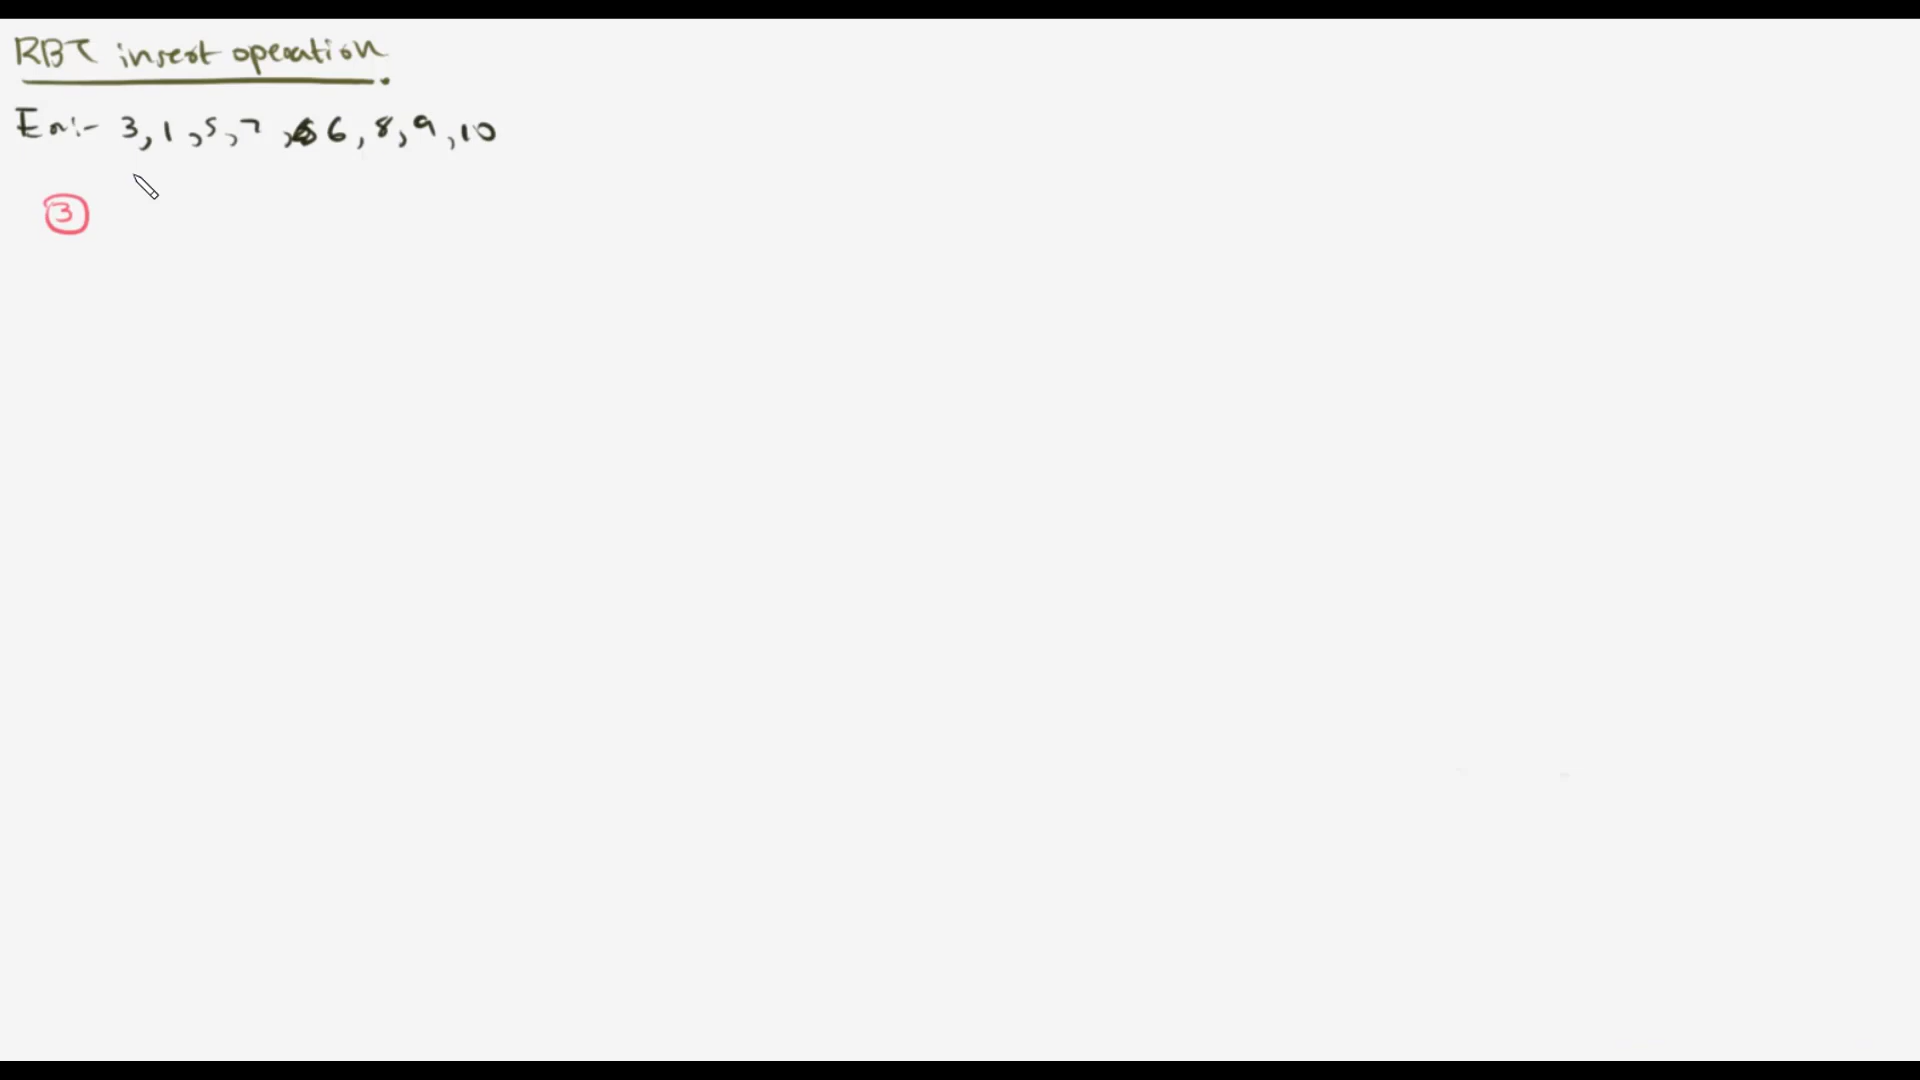 RBT insert operation.
Ex:- 3, 1, 5, 7, 6, 8, 9, 10
3